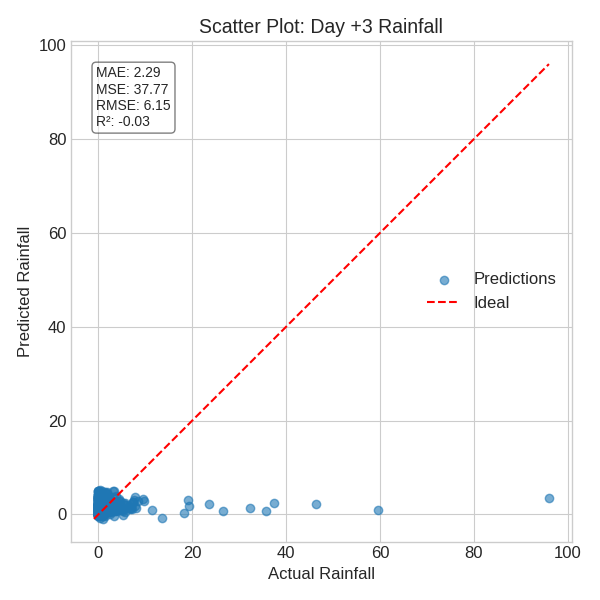 Scatter Plot: Day +3 Rainfall
MAE: 2.29
MSE: 37.77
RMSE: 6.15
R²: -0.03
100
80
60
40
20
0
Predicted Rainfall
Predictions
Ideal
0 20 40 60 80 100
Actual Rainfall